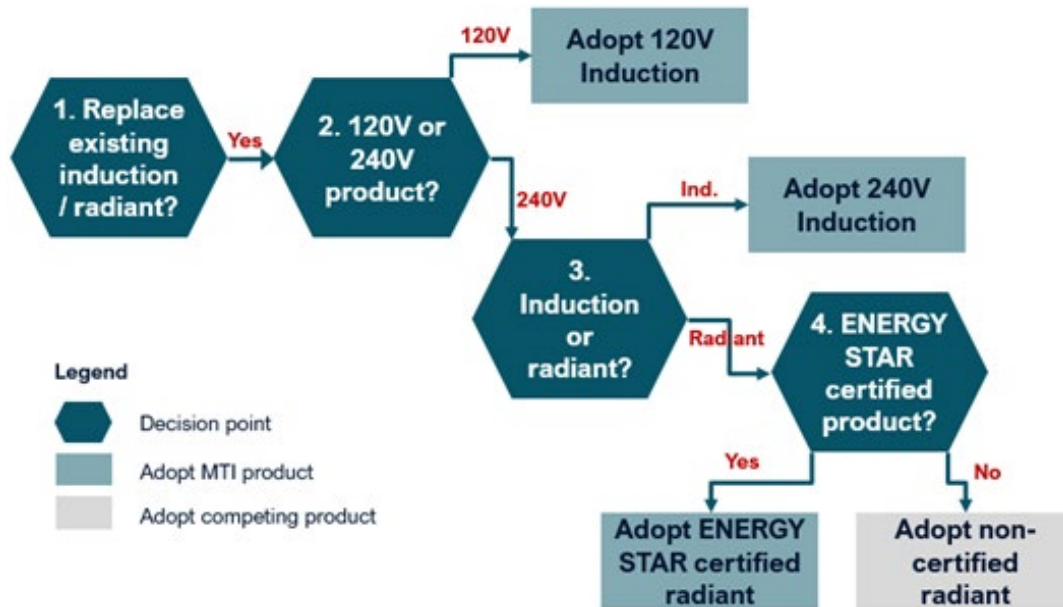 120V
Adopt 120V
Induction
1. Replace
existing
induction
/ radiant?
Yes
2. 120V or
240V
product?
240V
Ind.
Adopt 240V
Induction
3.
Induction
or
radiant?
Radiant
4. ENERGY
STAR
certified
product?
Legend
Decision point
Adopt MTI product
Adopt competing product
Yes
No
Adopt ENERGY
STAR certified
radiant
Adopt non-
certified
radiant